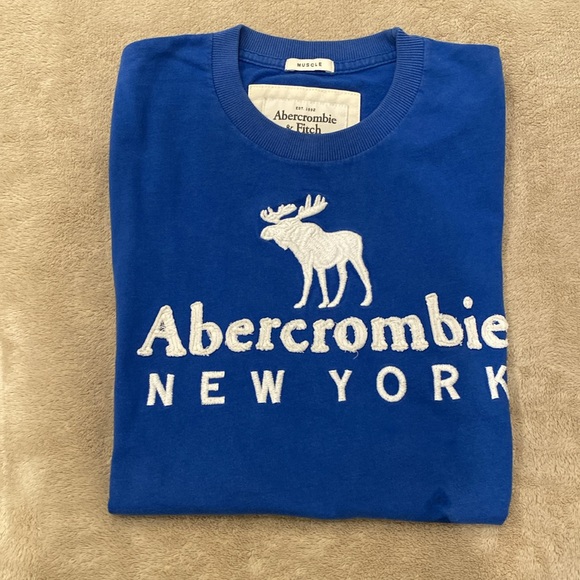 MUSCLE
EST. 1892
Abercrombie
& Fitch
Abercrombie
NEW YORK